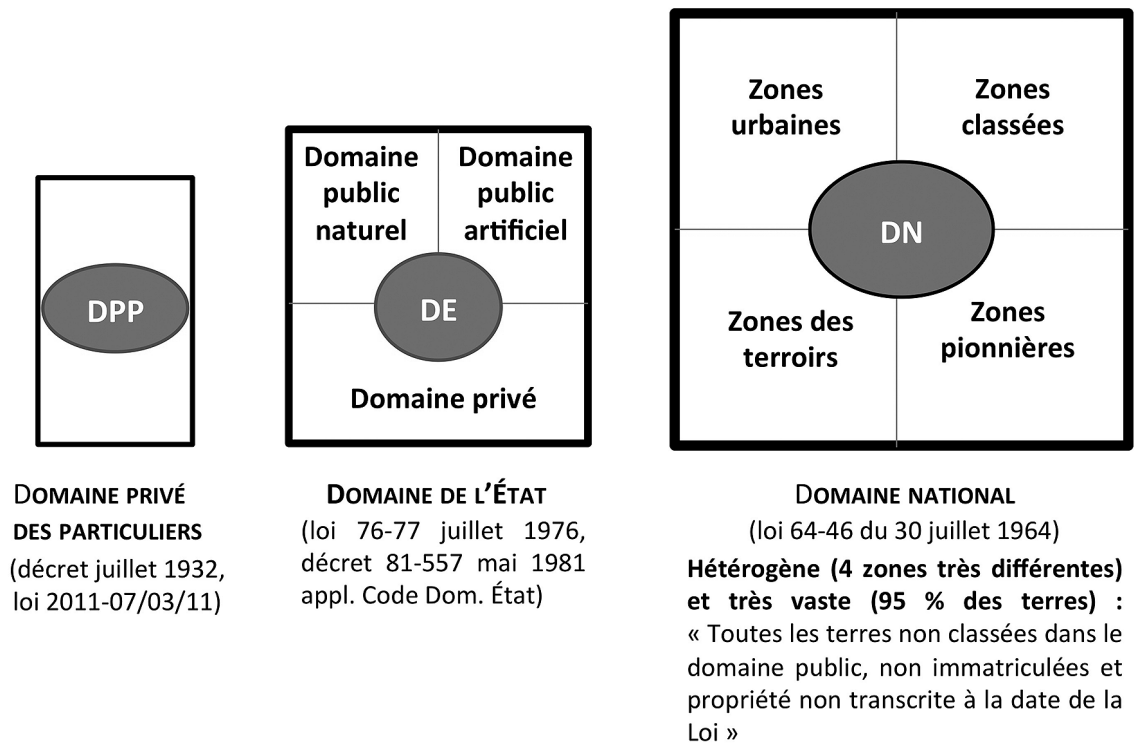 DPP
DOMAINE PRIVÉ
DES PARTICULIERS
(décret juillet 1932,
loi 2011-07/03/11)
Domaine
public
naturel
Domaine
public
artificiel
DE
Domaine privé
DOMAINE DE L’ÉTAT
(loi 76-77 juillet 1976,
décret 81-557 mai 1981
appl. Code Dom. État)
Zones
urbaines
Zones
classées
DN
Zones des
terroirs
Zones
pionnières
DOMAINE NATIONAL
(loi 64-46 du 30 juillet 1964)
Hétérogène (4 zones très différentes)
et très vaste (95 % des terres) :
« Toutes les terres non classées dans le
domaine public, non immatriculées et
propriété non transcrite à la date de la
Loi »